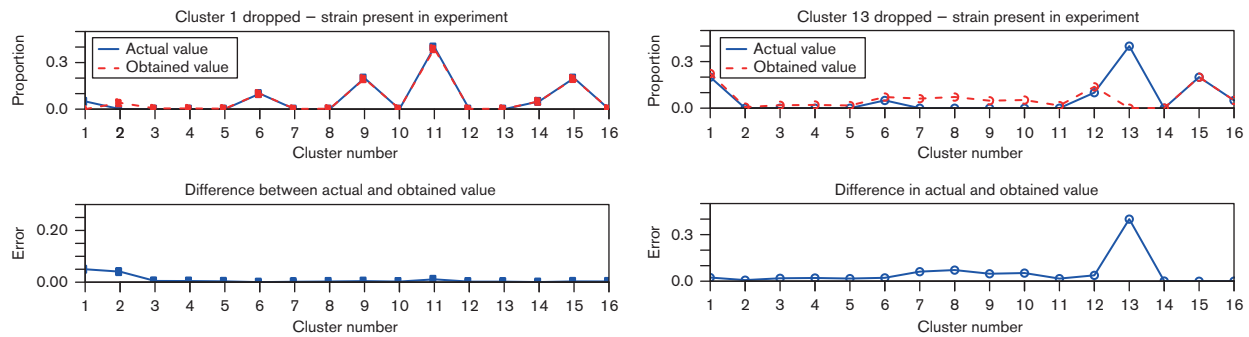 Cluster 1 dropped – strain present in experiment
Proportion
0.3
0.0
Actual value
Obtained value
1 2 3 4 5 6 7 8 9 10 11 12 13 14 15 16
Cluster number
Difference between actual and obtained value
Error
0.20
0.00
1 2 3 4 5 6 7 8 9 10 11 12 13 14 15 16
Cluster number
Cluster 13 dropped – strain present in experiment
Proportion
0.3
0.0
Actual value
Obtained value
1 2 3 4 5 6 7 8 9 10 11 12 13 14 15 16
Cluster number
Difference in actual and obtained value
Error
0.3
0.0
1 2 3 4 5 6 7 8 9 10 11 12 13 14 15 16
Cluster number